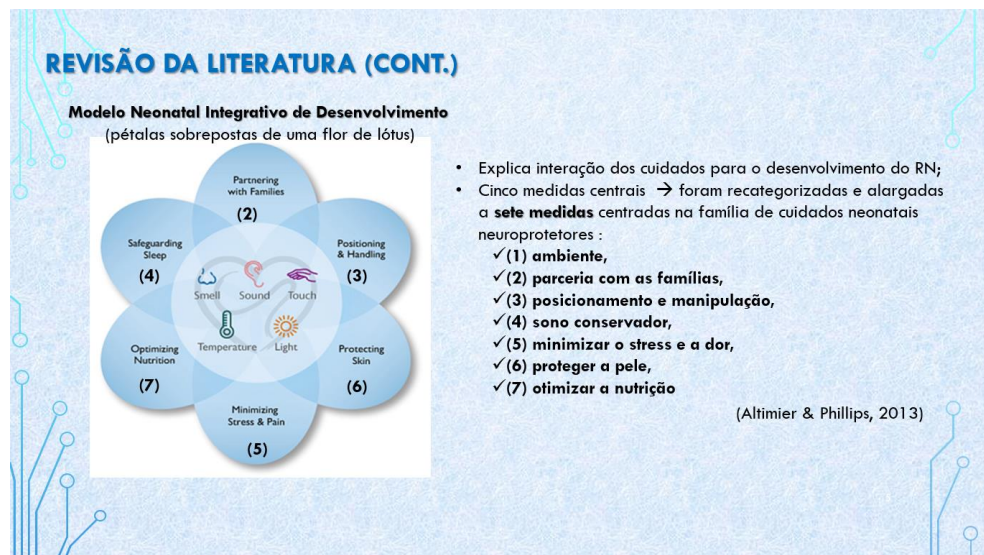 REVISÃO DA LITERATURA (CONT.)
Modelo Neonatal Integrativo de Desenvolvimento
(pétalas sobrepostas de uma flor de lótus)
Partnering
with Families
(2)
Safeguarding
Sleep
(4)
Positioning
& Handling
(3)
Smell
Sound
Touch
Temperature
Light
Optimizing
Nutrition
(7)
Protecting
Skin
(6)
Minimizing
Stress & Pain
(5)
• Explica interação dos cuidados para o desenvolvimento do RN;
• Cinco medidas centrais → foram recategorizadas e alargadas
a sete medidas centradas na família de cuidados neonatais
neuroprotetores :
✓(1) ambiente,
✓(2) parceria com as famílias,
✓(3) posicionamento e manipulação,
✓(4) sono conservador,
✓(5) minimizar o stress e a dor,
✓(6) proteger a pele,
✓(7) otimizar a nutrição
(Altimier & Phillips, 2013)